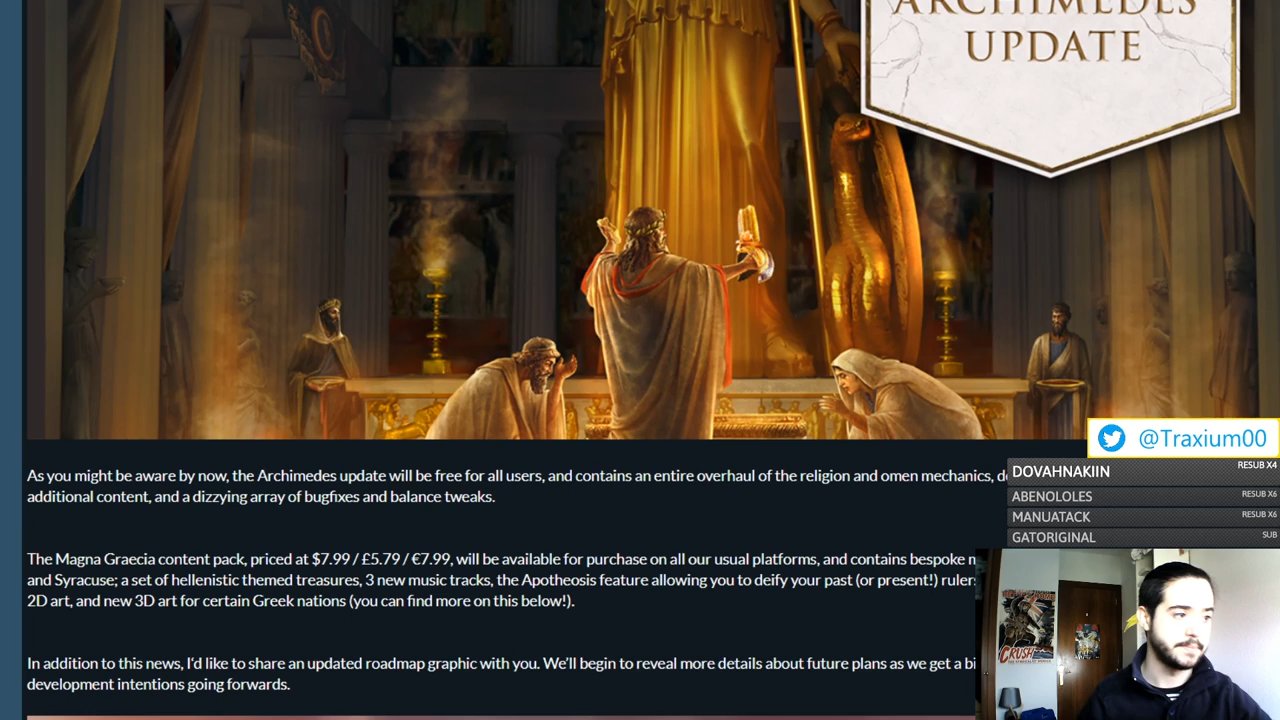 ARCHIMEDES
UPDATE
@Traxium00
As you might be aware by now, the Archimedes update will be free for all users, and contains an entire overhaul of the religion and omen mechanics,
additional content, and a dizzying array of bugfixes and balance tweaks.
DOVAHNAKIIN RESUB X4
ABENOLOLES RESUB X6
MANUATACK RESUB X6
GATORIGINAL SUB
The Magna Graecia content pack, priced at $7.99 / £5.79 / €7.99, will be available for purchase on all our usual platforms, and contains bespoke
and Syracuse; a set of hellenistic themed treasures, 3 new music tracks, the Apotheosis feature allowing you to deify your past (or present!) rulers
2D art, and new 3D art for certain Greek nations (you can find more on this below!).
In addition to this news, I'd like to share an updated roadmap graphic with you. We'll begin to reveal more details about future plans as we get a
development intentions going forwards.
CRUSH